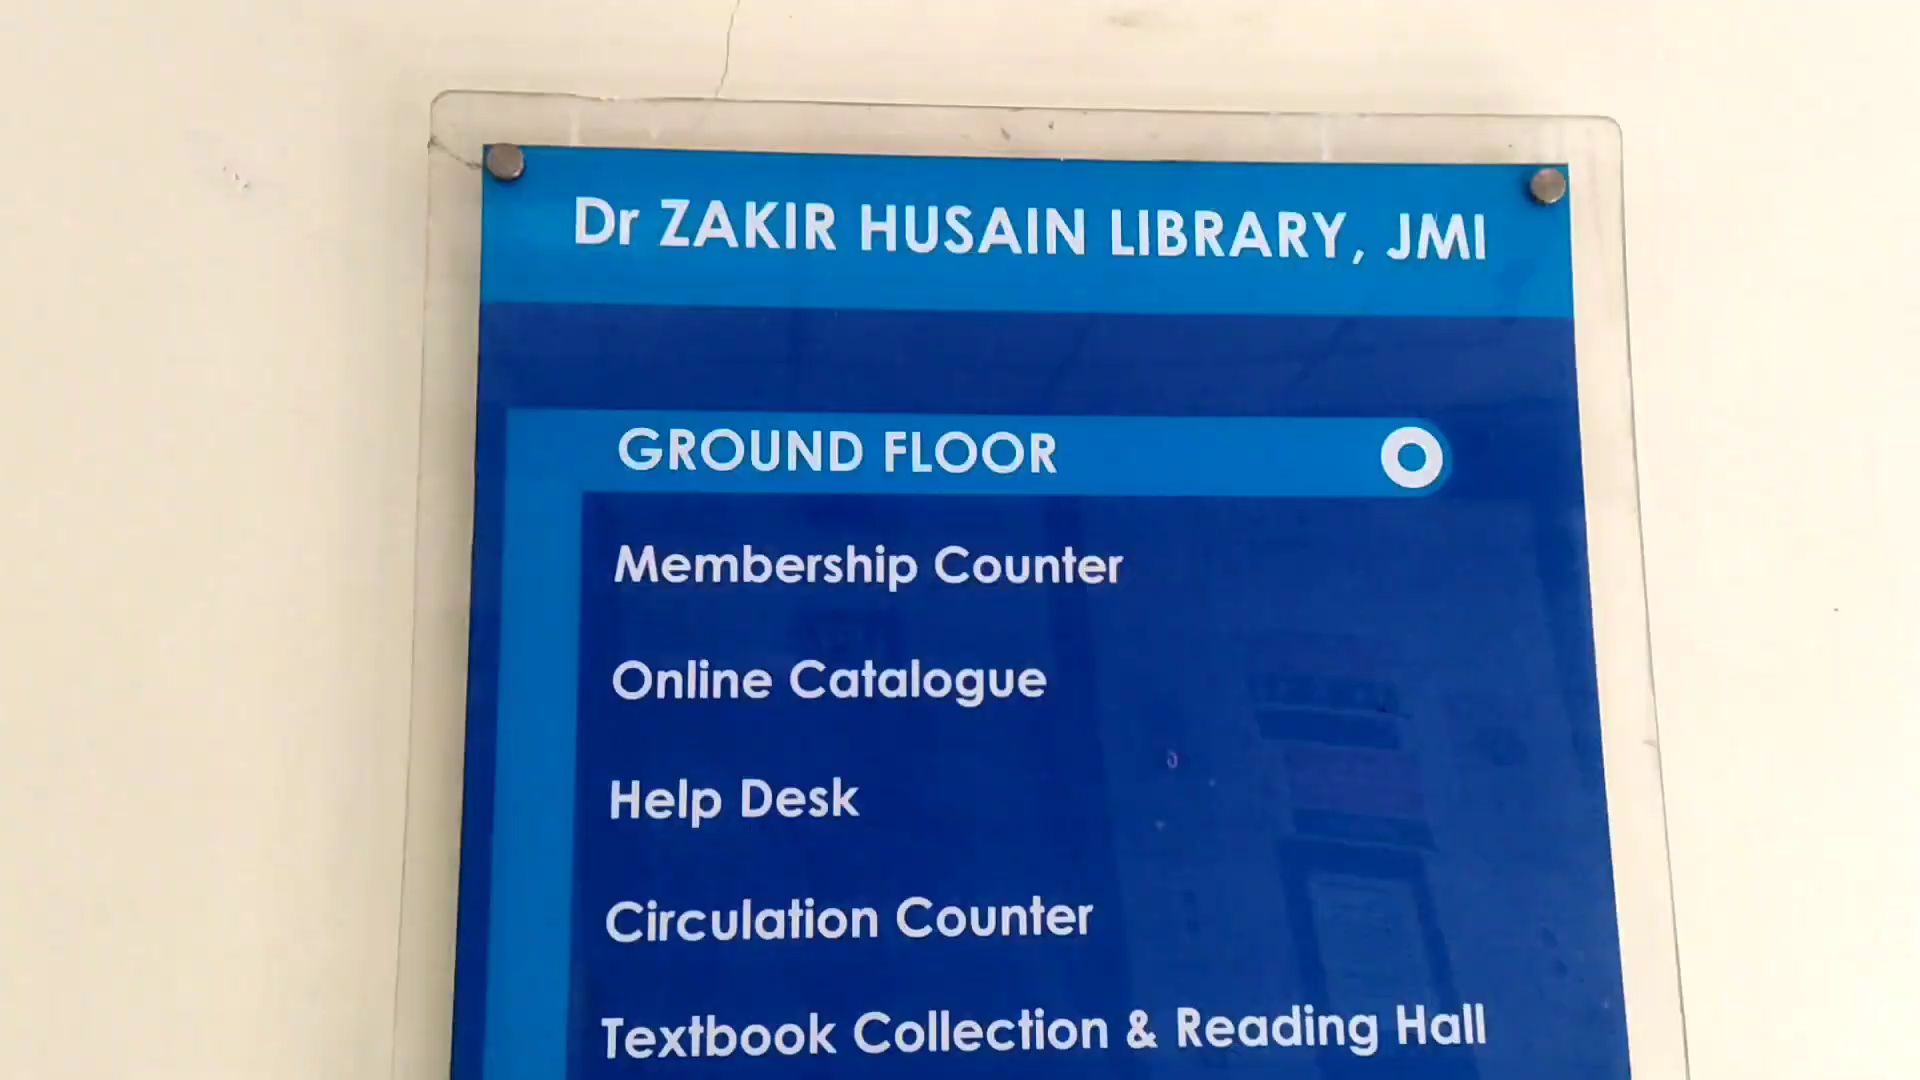 Dr ZAKIR HUSAIN LIBRARY, JMI
GROUND FLOOR
Membership Counter
Online Catalogue
Help Desk
Circulation Counter
Textbook Collection & Reading Hall